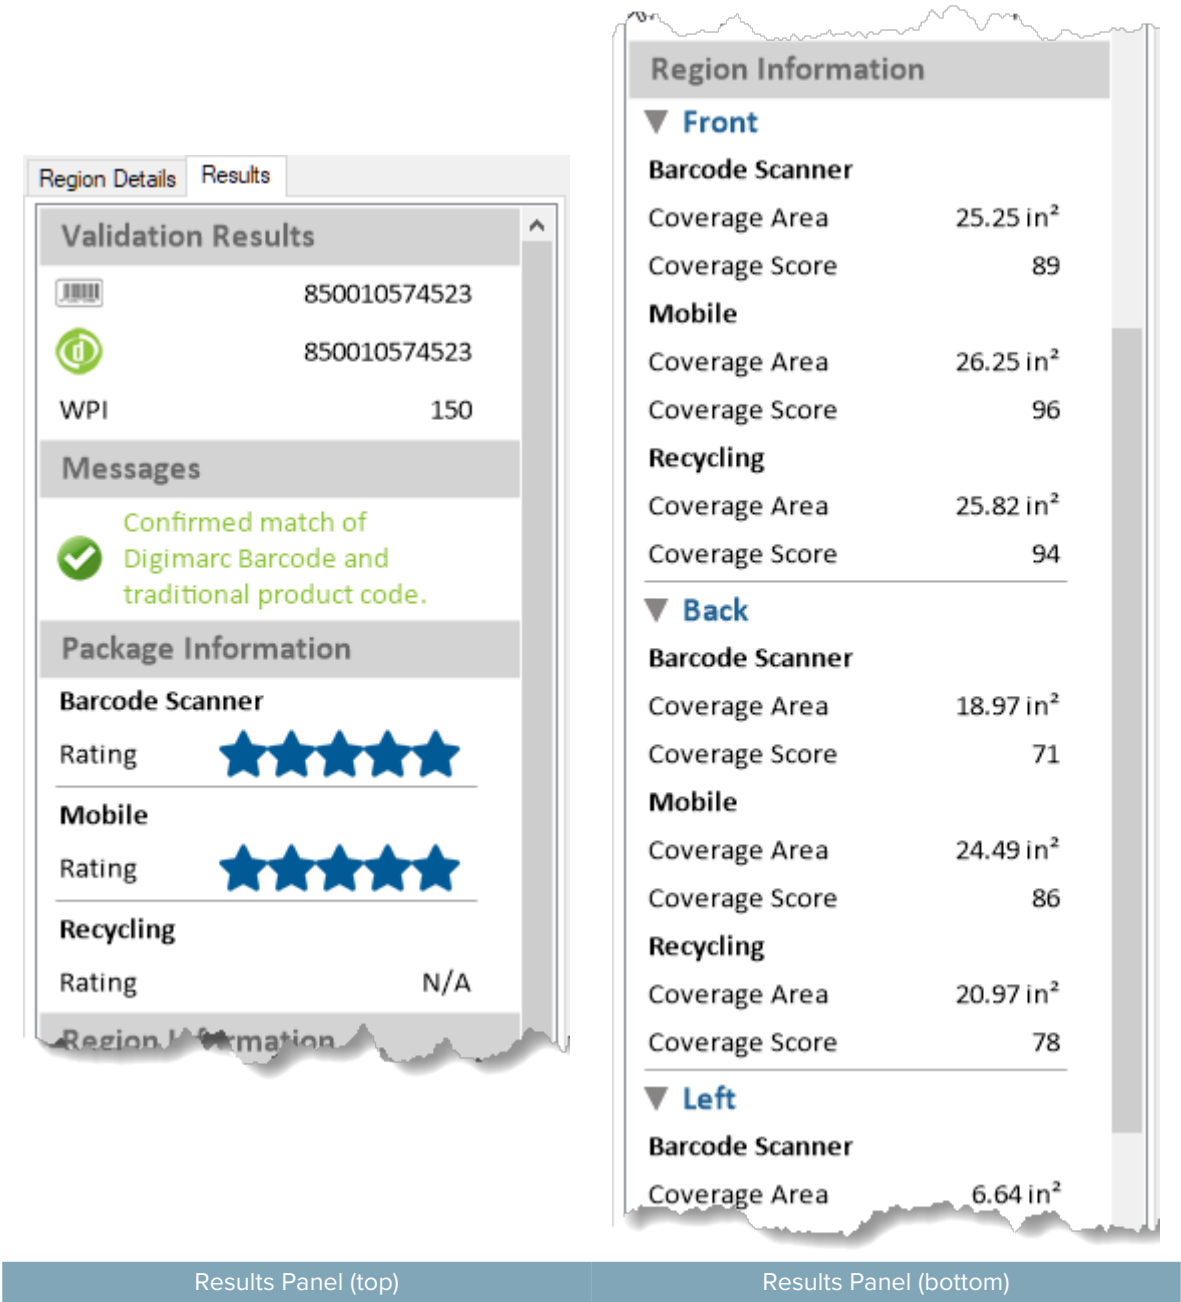 Region Details
Results
Validation Results
850010574523
850010574523
WPI 150
Messages
Confirmed match of
Digimarc Barcode and
traditional product code.
Package Information
Barcode Scanner
Rating
Mobile
Rating
Recycling
Rating N/A
Region Information
Results Panel (top)
Region Information
Front
Barcode Scanner
Coverage Area 25.25 in²
Coverage Score 89
Mobile
Coverage Area 26.25 in²
Coverage Score 96
Recycling
Coverage Area 25.82 in²
Coverage Score 94
Back
Barcode Scanner
Coverage Area 18.97 in²
Coverage Score 71
Mobile
Coverage Area 24.49 in²
Coverage Score 86
Recycling
Coverage Area 20.97 in²
Coverage Score 78
Left
Barcode Scanner
Coverage Area 6.64 in²
Results Panel (bottom)